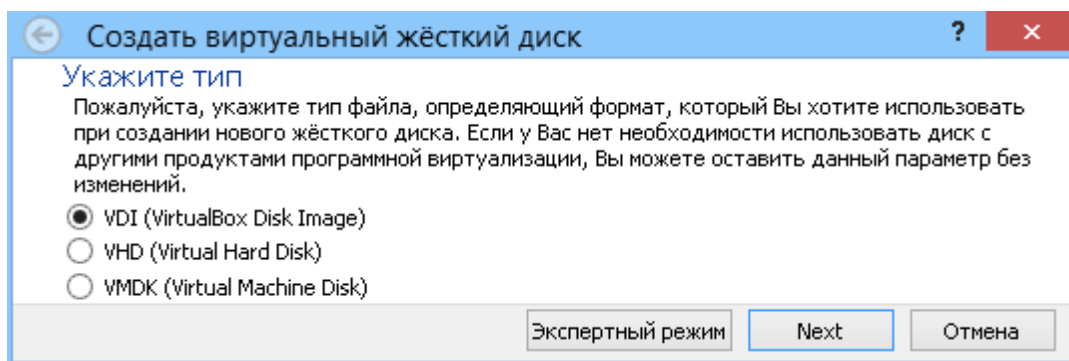 Создать виртуальный жёсткий диск ?
Укажите тип
Пожалуйста, укажите тип файла, определяющий формат, который Вы хотите использовать
при создании нового жёсткого диска. Если у Вас нет необходимости использовать диск с
другими продуктами программной виртуализации, Вы можете оставить данный параметр без
изменений.
VDI (VirtualBox Disk Image)
VHD (Virtual Hard Disk)
VMDK (Virtual Machine Disk)
Экспертный режим Next Отмена